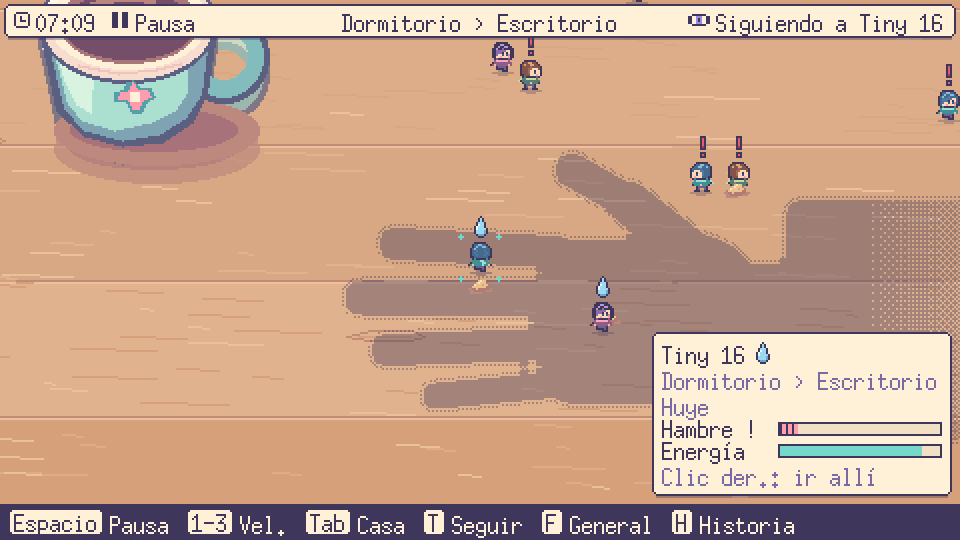 07:09 Pausa
Dormitorio > Escritorio
Siguiendo a Tiny 16
Tiny 16
Dormitorio > Escritorio
Huye
Hambre !
Energía
Clic der.: ir allí
Espacio Pausa 1-3 Vel. Tab Casa T Seguir F General H Historia